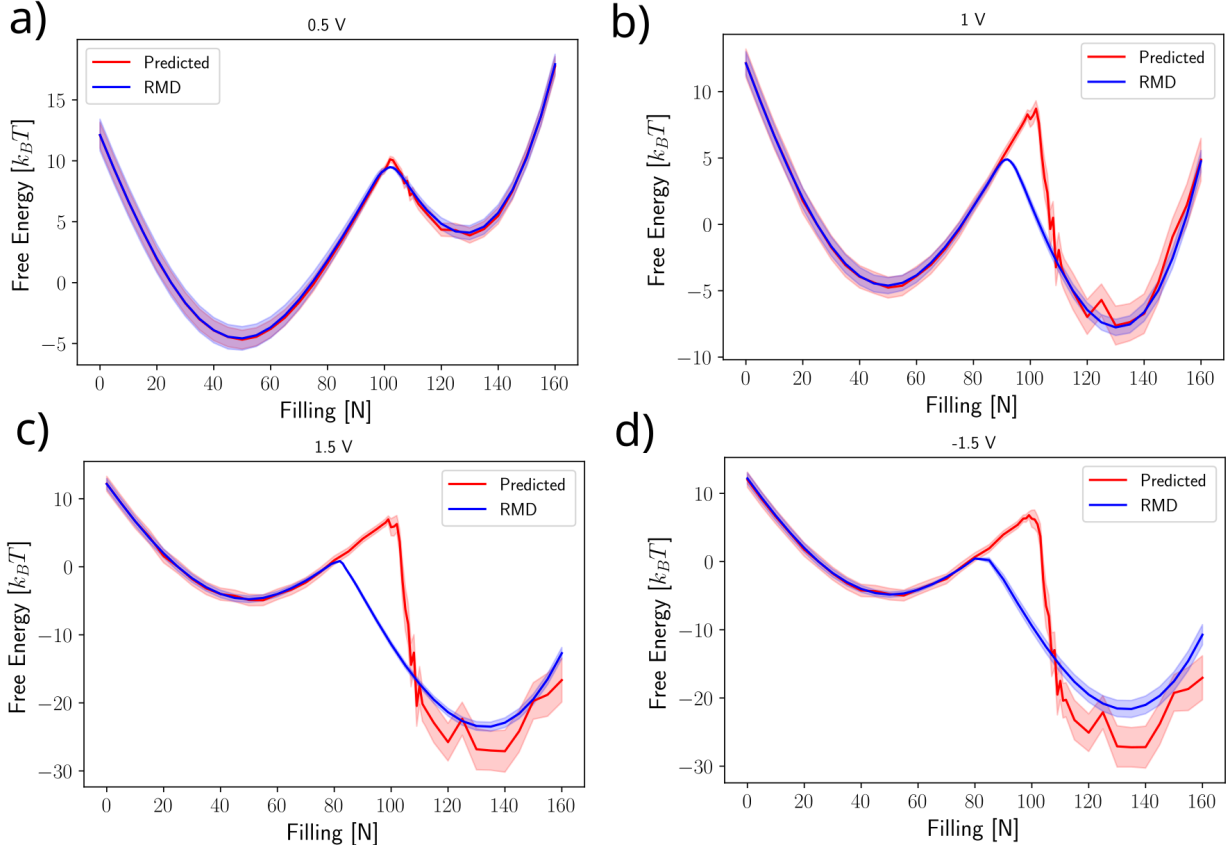 a)
0.5 V
Predicted
RMD
15
10
5
0
−5
Free Energy [k_BT]
0 20 40 60 80 100 120 140 160
Filling [N]
b)
1 V
Predicted
RMD
10
5
0
−5
−10
Free Energy [k_BT]
0 20 40 60 80 100 120 140 160
Filling [N]
c)
1.5 V
Predicted
RMD
10
0
−10
−20
−30
Free Energy [k_BT]
0 20 40 60 80 100 120 140 160
Filling [N]
d)
-1.5 V
Predicted
RMD
10
0
−10
−20
−30
Free Energy [k_BT]
0 20 40 60 80 100 120 140 160
Filling [N]